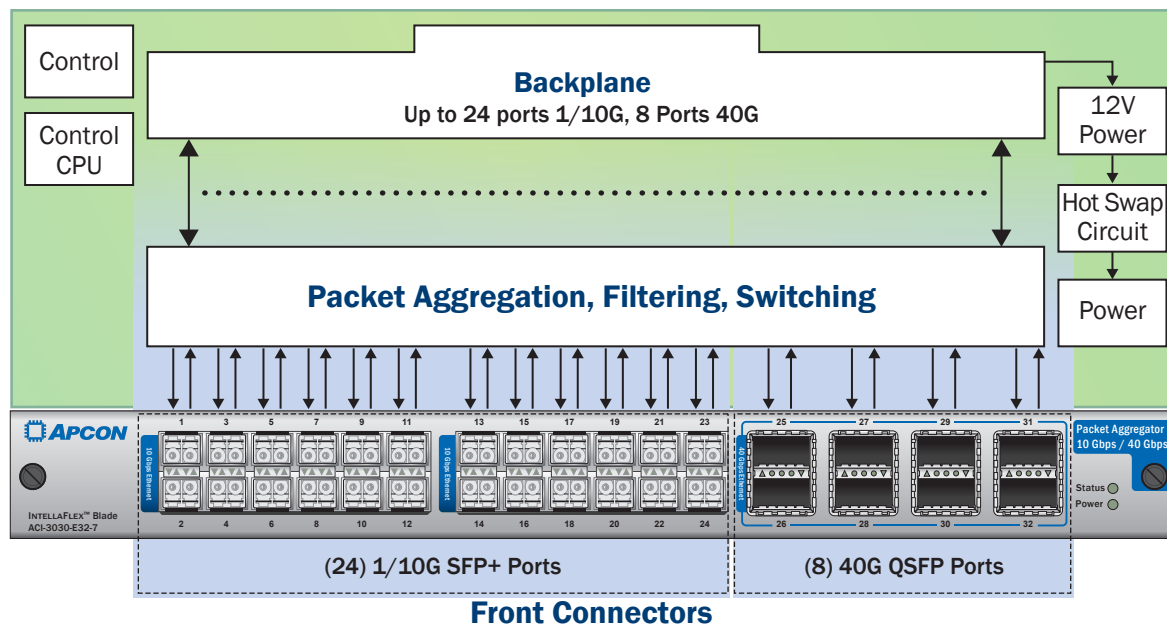 Control
Control
CPU
Backplane
Up to 24 ports 1/10G, 8 Ports 40G
12V
Power
Hot Swap
Circuit
Power
Packet Aggregation, Filtering, Switching
APCON
INTELLAFLEX™ Blade
ACI-3030-E32-7
10 Gbps Ethernet
1 3 5 7 9 11
2 4 6 8 10 12
10 Gbps Ethernet
13 15 17 19 21 23
14 16 18 20 22 24
40 Gbps Ethernet
25 27 29 31
26 28 30 32
Packet Aggregator
10 Gbps / 40 Gbps
Status
Power
(24) 1/10G SFP+ Ports
(8) 40G QSFP Ports
Front Connectors